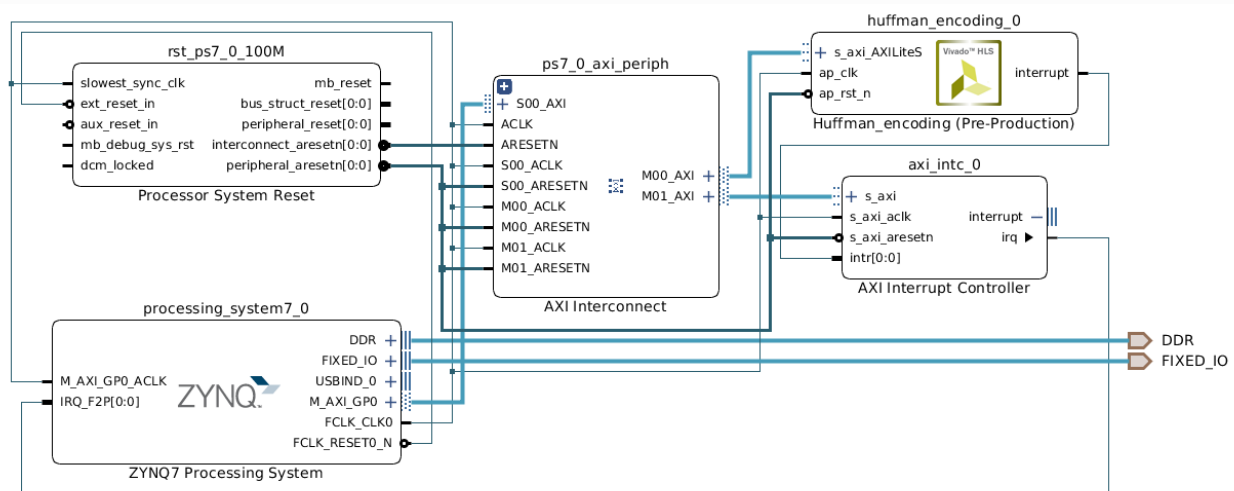 rst_ps7_0_100M
slowest_sync_clk
ext_reset_in
aux_reset_in
mb_debug_sys_rst
dcm_locked
mb_reset
bus_struct_reset[0:0]
peripheral_reset[0:0]
interconnect_aresetn[0:0]
peripheral_aresetn[0:0]
Processor System Reset
ps7_0_axi_periph
S00_AXI
ACLK
ARESETN
S00_ACLK
S00_ARESETN
M00_ACLK
M00_ARESETN
M01_ACLK
M01_ARESETN
M00_AXI
M01_AXI
AXI Interconnect
huffman_encoding_0
s_axi_AXILiteS
ap_clk
ap_rst_n
Vivado™ HLS
interrupt
Huffman_encoding (Pre-Production)
axi_intc_0
s_axi
s_axi_aclk
s_axi_aresetn
intr[0:0]
interrupt
irq
AXI Interrupt Controller
processing_system7_0
M_AXI_GP0_ACLK
IRQ_F2P[0:0]
ZYNQ™
DDR
FIXED_IO
USBIND_0
M_AXI_GP0
FCLK_CLK0
FCLK_RESET0_N
ZYNQ7 Processing System
DDR
FIXED_IO